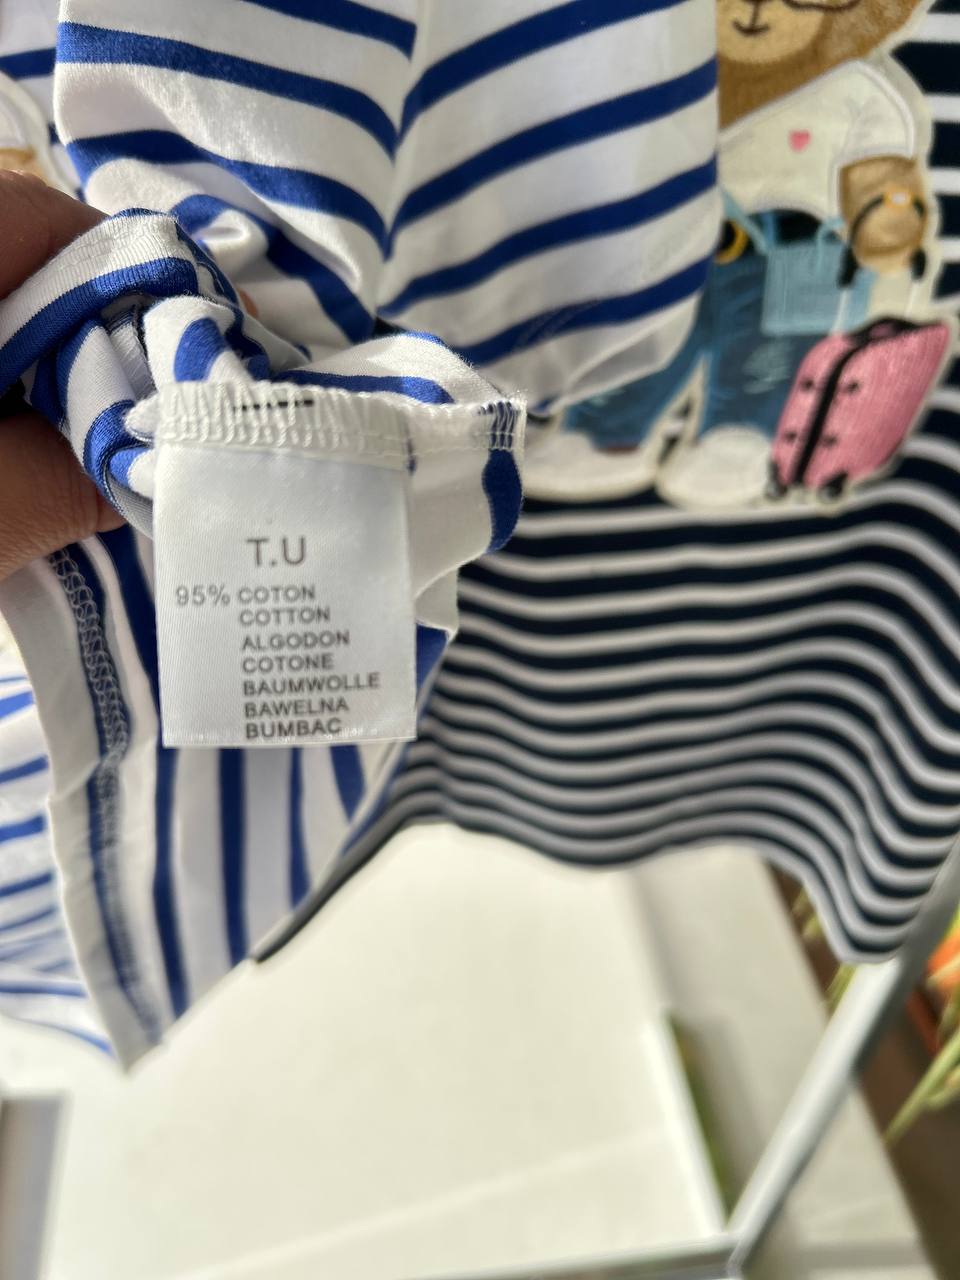 T.U
95% COTON
COTTON
ALGODON
COTONE
BAUMWOLLE
BAWELNA
BUMBAC